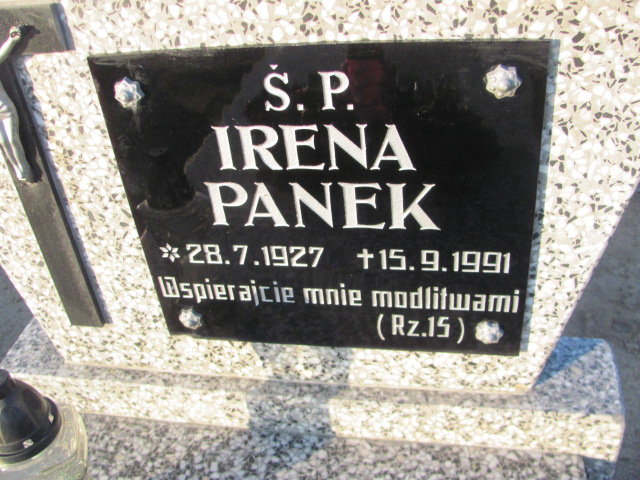 Š. P.
IRENA
PANEK
*28.7.1927 †15.9.1991
Wspierajcie mnie modlitwami
(Rz.15)